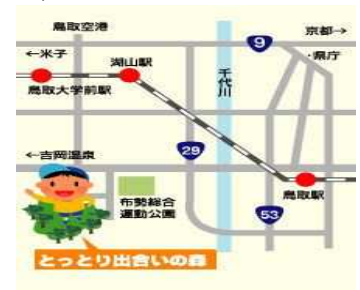 鳥取空港
京都→
9
・県庁
←米子
湖山駅
千代川
鳥取大学前駅
29
←吉岡温泉
布勢総合
運動公園
鳥取駅
53
とっとり出合いの森